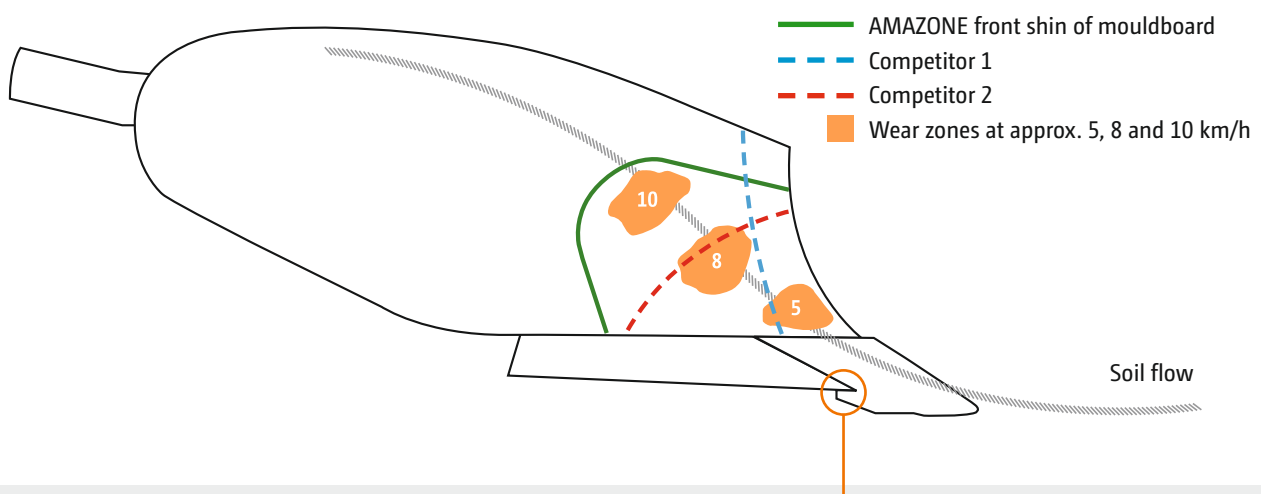 AMAZONE front shin of mouldboard
Competitor 1
Competitor 2
Wear zones at approx. 5, 8 and 10 km/h
10
8
5
Soil flow